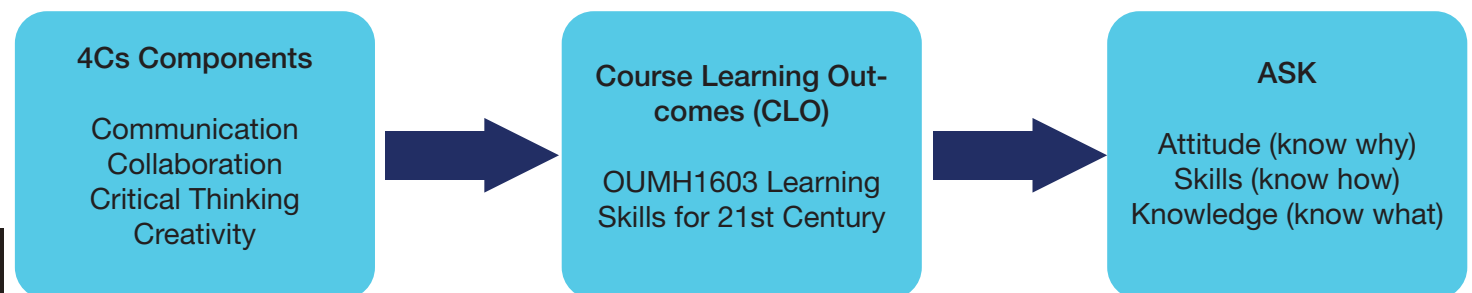 4Cs Components
Communication
Collaboration
Critical Thinking
Creativity
Course Learning Out-
comes (CLO)
OUMH1603 Learning
Skills for 21st Century
ASK
Attitude (know why)
Skills (know how)
Knowledge (know what)